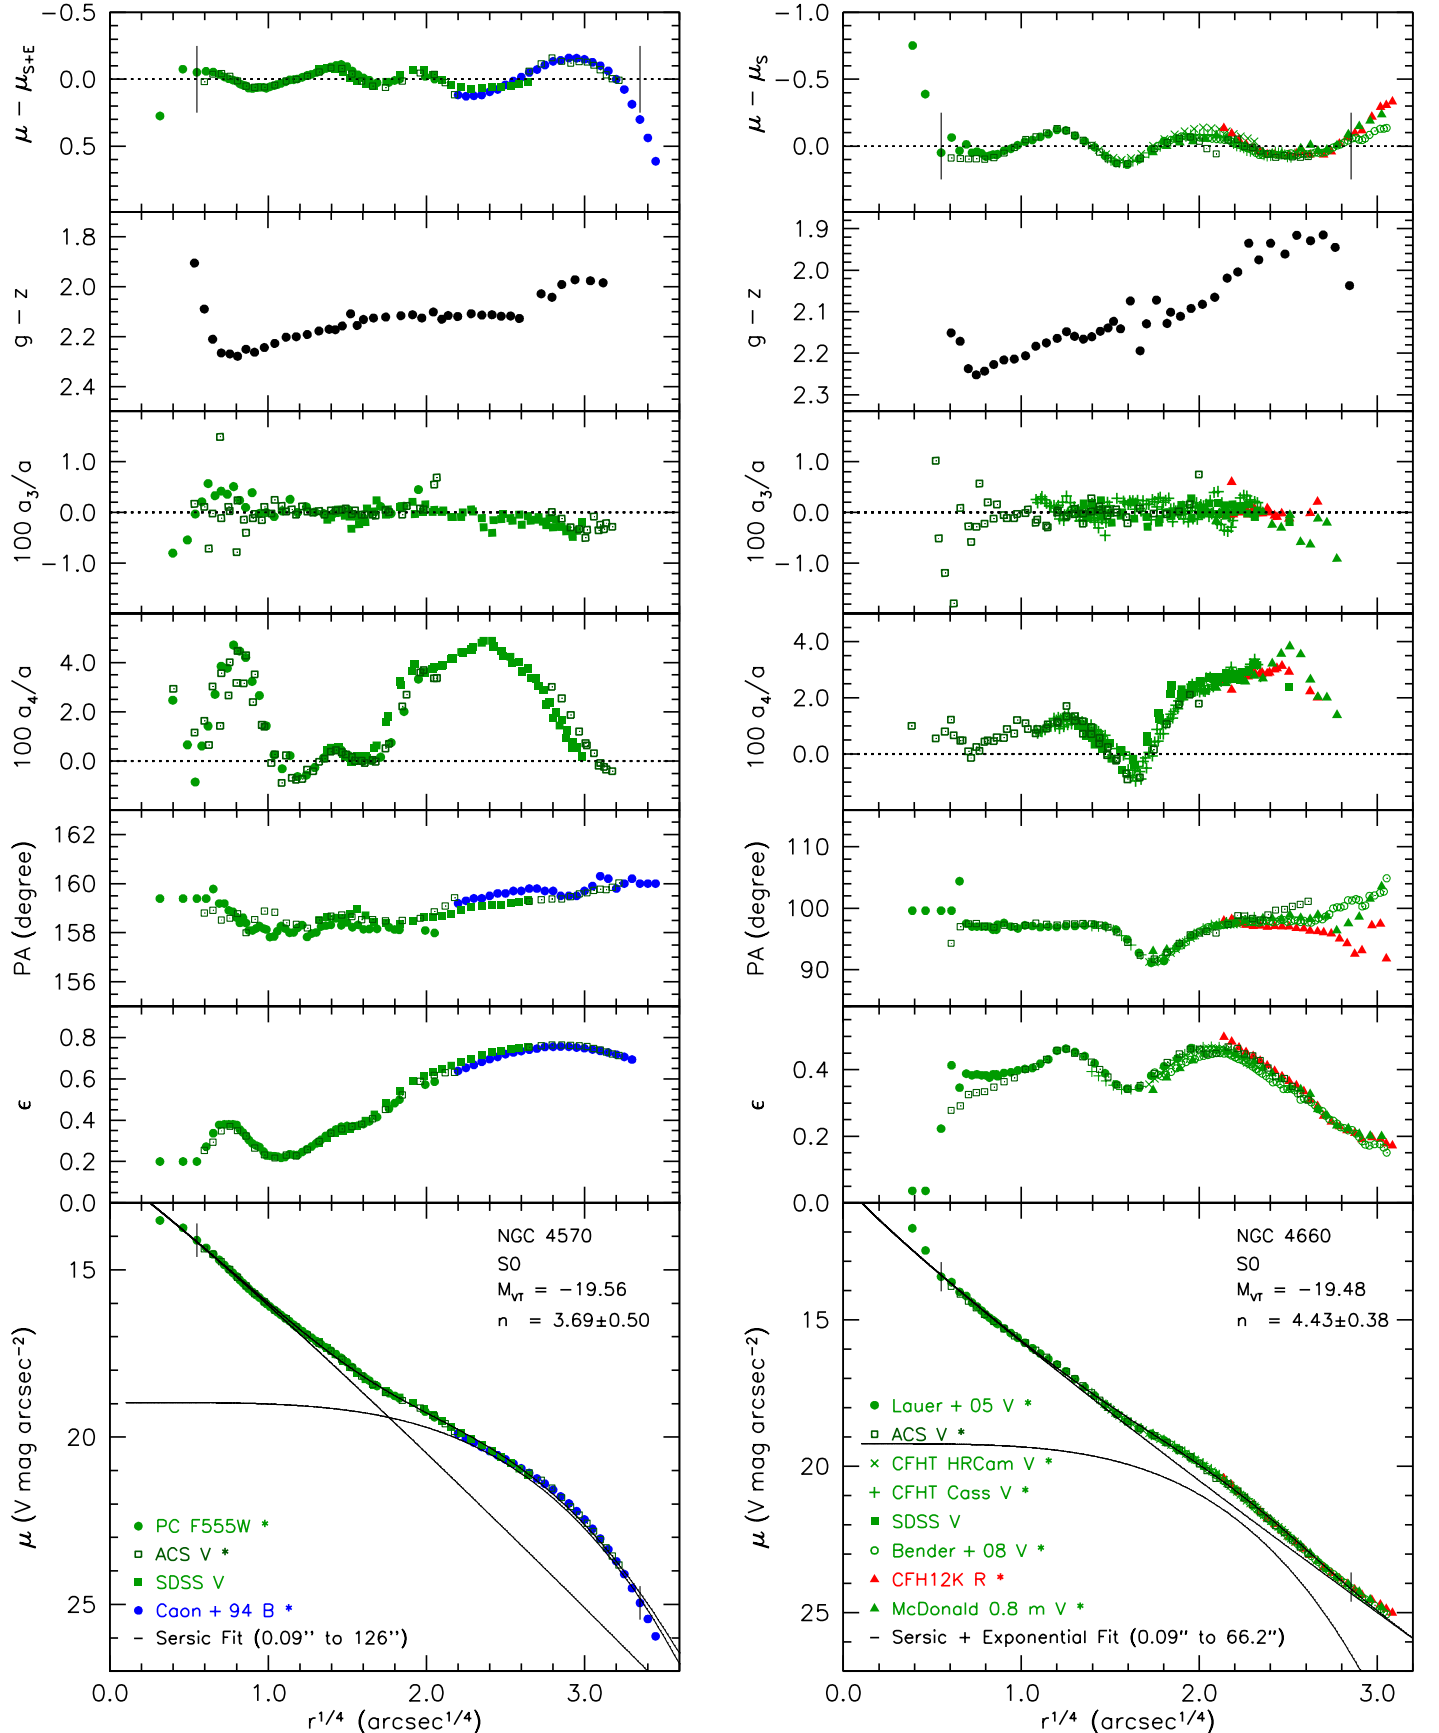 −0.5
0.0
0.5
μ − μS+E
1.8
2.0
2.2
2.4
g − z
1.0
0.0
−1.0
100 a3/a
4.0
2.0
0.0
100 a4/a
162
160
158
156
PA (degree)
0.8
0.6
0.4
0.2
0.0
ϵ
15
20
25
μ (V mag arcsec−2)
NGC 4570
S0
MVT = −19.56
n = 3.69±0.50
PC F555W *
ACS V *
SDSS V
Caon + 94 B *
− Sersic Fit (0.09'' to 126'')
0.0 1.0 2.0 3.0
r1/4 (arcsec1/4)
−1.0
−0.5
0.0
μ − μS
1.9
2.0
2.1
2.2
2.3
g − z
1.0
0.0
−1.0
100 a3/a
4.0
2.0
0.0
100 a4/a
110
100
90
PA (degree)
0.4
0.2
0.0
ϵ
15
20
25
μ (V mag arcsec−2)
NGC 4660
S0
MVT = −19.48
n = 4.43±0.38
Lauer + 05 V *
ACS V *
CFHT HRCam V *
CFHT Cass V *
SDSS V
Bender + 08 V *
CFH12K R *
McDonald 0.8 m V *
− Sersic + Exponential Fit (0.09'' to 66.2'')
0.0 1.0 2.0 3.0
r1/4 (arcsec1/4)